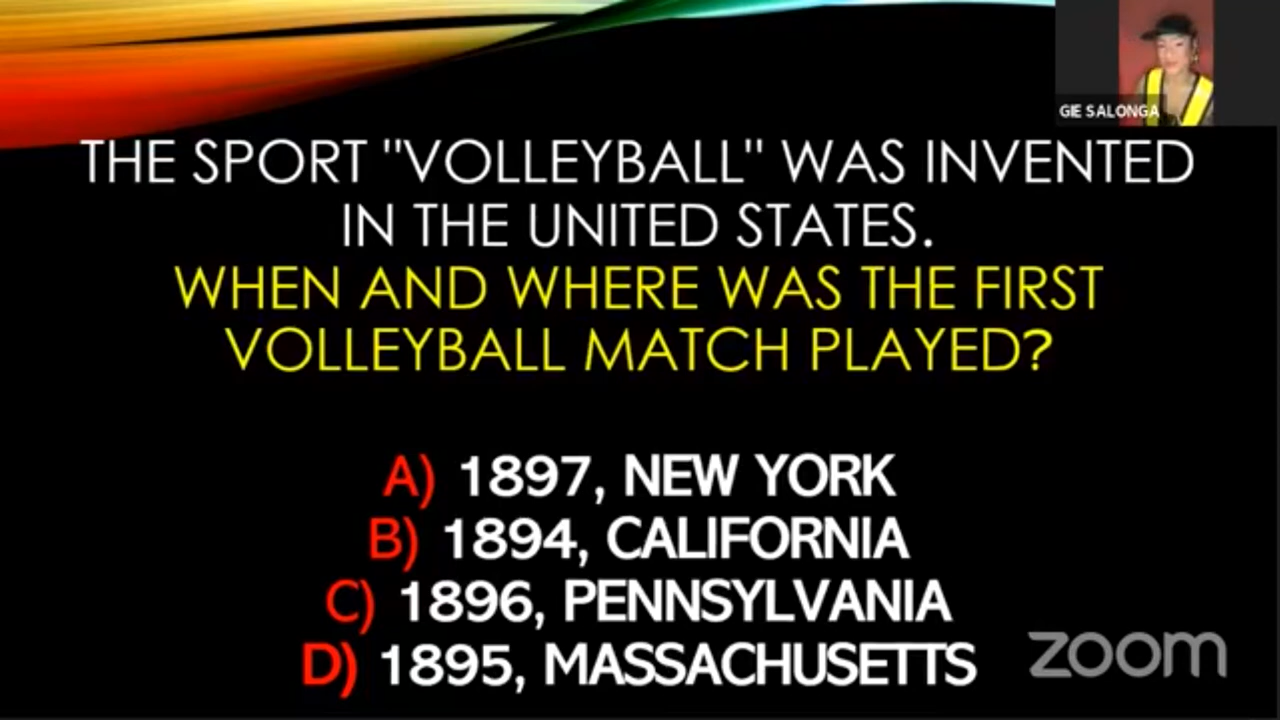 GIE SALONGA
THE SPORT "VOLLEYBALL" WAS INVENTED
IN THE UNITED STATES.
WHEN AND WHERE WAS THE FIRST
VOLLEYBALL MATCH PLAYED?
A) 1897, NEW YORK
B) 1894, CALIFORNIA
C) 1896, PENNSYLVANIA
D) 1895, MASSACHUSETTS
zoom